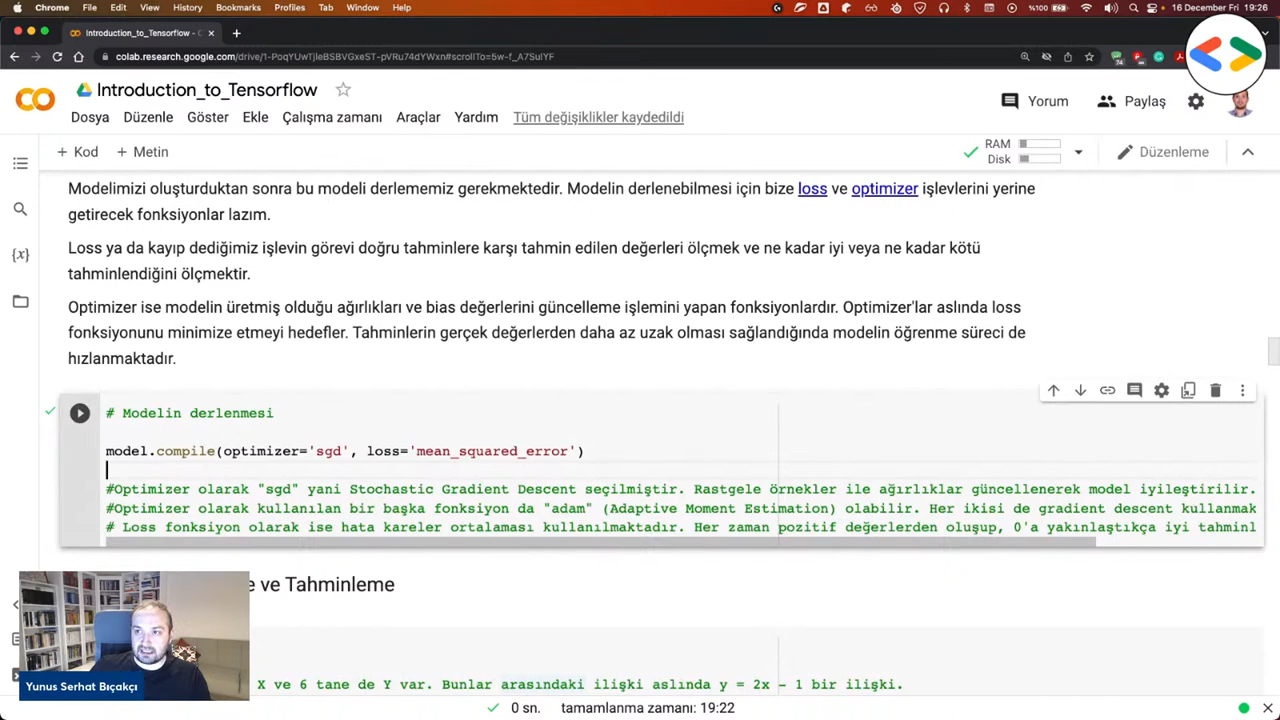 Chrome File Edit View History Bookmarks Profiles Tab Window Help
%100 16 December Fri 19:26
Introduction_to_Tensorflow - C
colab.research.google.com/drive/1-PoqYUwTjleBSBVGxeST-pVRu74dYWxn#scrollTo=5w-f_A7SulYF
Introduction_to_Tensorflow
Yorum Paylaş
Dosya Düzenle Göster Ekle Çalışma zamanı Araçlar Yardım Tüm değişiklikler kaydedildi
+ Kod + Metin
RAM
Disk
Düzenleme
Modelimizi oluşturduktan sonra bu modeli derlememiz gerekmektedir. Modelin derlenebilmesi için bize loss ve optimizer işlevlerini yerine
getirecek fonksiyonlar lazım.
Loss ya da kayıp dediğimiz işlevin görevi doğru tahminlere karşı tahmin edilen değerleri ölçmek ve ne kadar iyi veya ne kadar kötü
tahminlendiğini ölçmektir.
Optimizer ise modelin üretmiş olduğu ağırlıkları ve bias değerlerini güncelleme işlemini yapan fonksiyonlardır. Optimizer'lar aslında loss
fonksiyonunu minimize etmeyi hedefler. Tahminlerin gerçek değerlerden daha az uzak olması sağlandığında modelin öğrenme süreci de
hızlanmaktadır.
# Modelin derlenmesi
model.compile(optimizer='sgd', loss='mean_squared_error')
#Optimizer olarak "sgd" yani Stochastic Gradient Descent seçilmiştir. Rastgele örnekler ile ağırlıklar güncellenerek model iyileştirilir.
#Optimizer olarak kullanılan bir başka fonksiyon da "adam" (Adaptive Moment Estimation) olabilir. Her ikisi de gradient descent kullanmak
# Loss fonksiyon olarak ise hata kareler ortalaması kullanılmaktadır. Her zaman pozitif değerlerden oluşup, 0'a yakınlaştıkça iyi tahminl
e ve Tahminleme
X ve 6 tane de Y var. Bunlar arasındaki ilişki aslında y = 2x - 1 bir ilişki.
Yunus Serhat Bıçakçı
0 sn. tamamlanma zamanı: 19:22